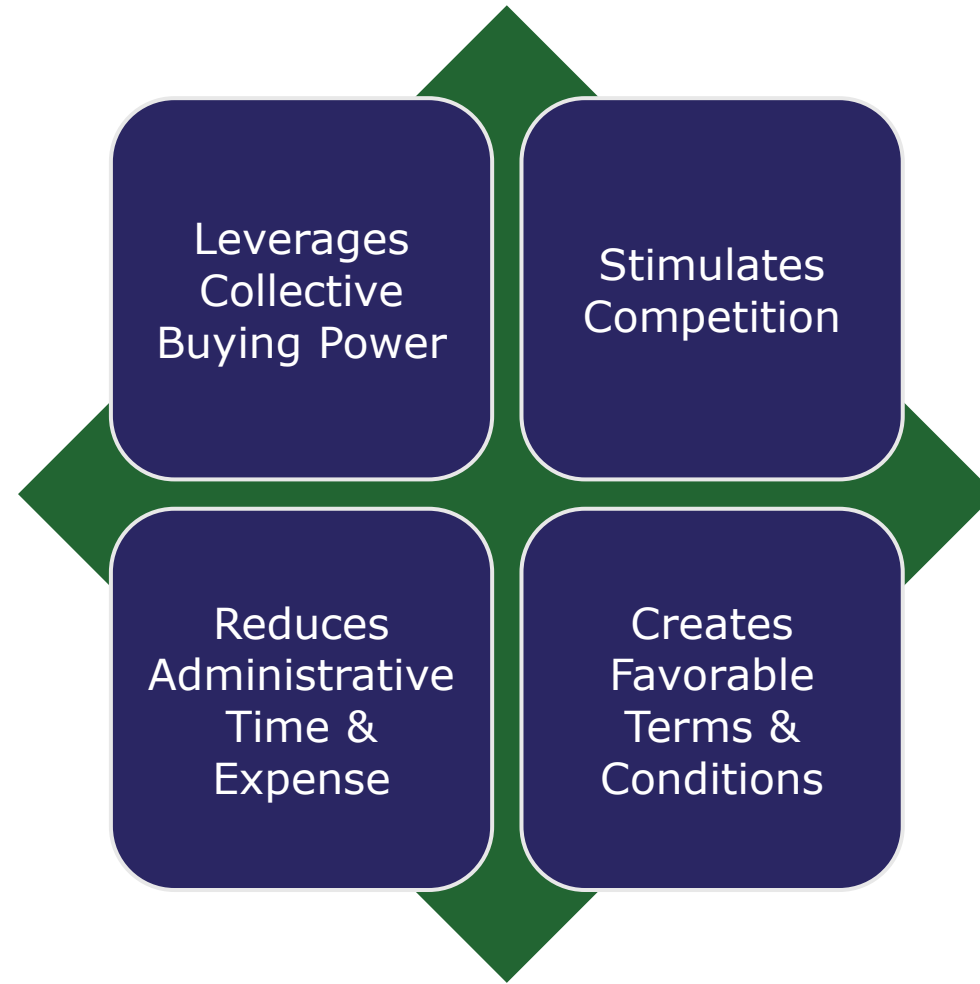 Leverages
Collective
Buying Power
Stimulates
Competition
Reduces
Administrative
Time &
Expense
Creates
Favorable
Terms &
Conditions